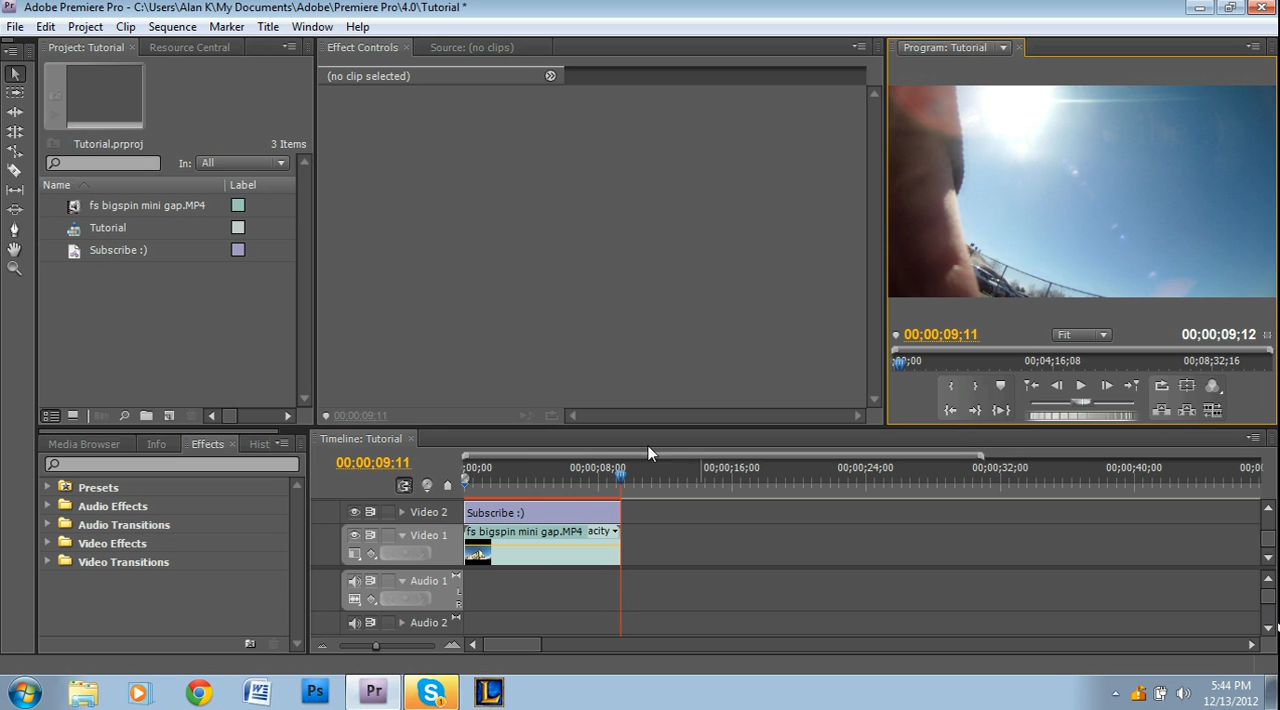 Pr Adobe Premiere Pro - C:\Users\Alan K\My Documents\Adobe\Premiere Pro\4.0\Tutorial *
File Edit Project Clip Sequence Marker Title Window Help
Project: Tutorial Resource Central
Effect Controls Source: (no clips)
Program: Tutorial
(no clip selected)
Tutorial.prproj 3 Items
In: All
Name Label
fs bigspin mini gap.MP4
Tutorial
Subscribe :)
00;00;09;11 Fit 00;00;09;12
;00;00 00;04;16;08 00;08;32;16
00;00;09;11
Media Browser Info Effects Hist
Timeline: Tutorial
00;00;09;11
;00;00 00;00;08;00 00;00;16;00 00;00;24;00 00;00;32;00 00;00;40;00 00;0
Presets
Audio Effects
Audio Transitions
Video Effects
Video Transitions
Video 2 Subscribe :)
Video 1 fs bigspin mini gap.MP4 acity
Audio 1 L
R
Audio 2
W Ps Pr S 1 L
5:44 PM
12/13/2012